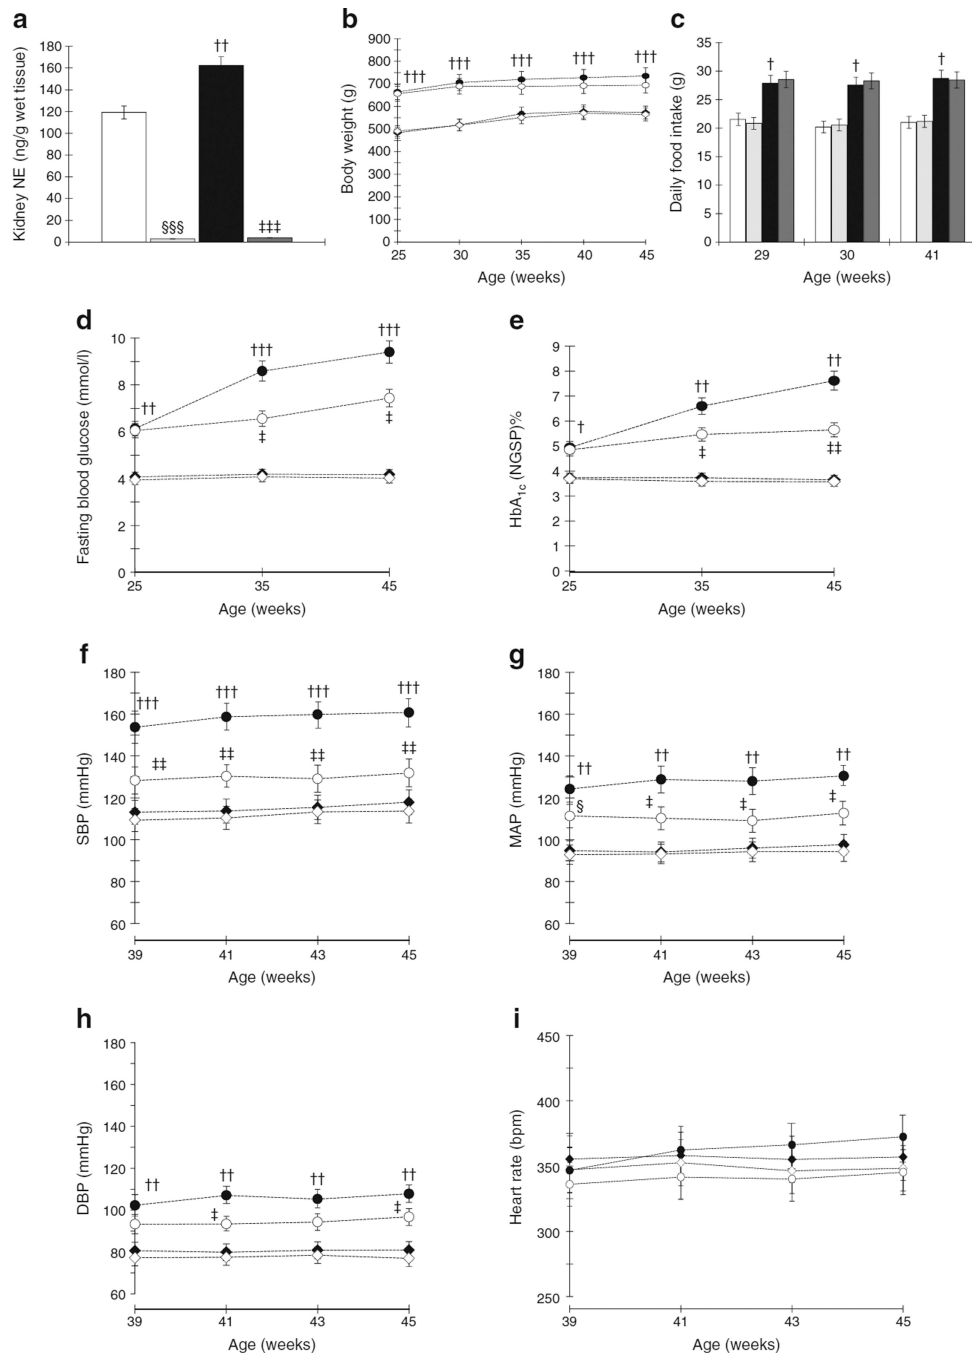 a
Kidney NE (ng/g wet tissue)
180
160
140
120
100
80
60
40
20
0
§§§
††
‡‡‡
b
Body weight (g)
900
800
700
600
500
400
300
200
100
0
††† ††† ††† ††† †††
25 30 35 40 45
Age (weeks)
c
Daily food intake (g)
35
30
25
20
15
10
5
0
† † †
29 30 41
Age (weeks)
d
Fasting blood glucose (mmol/l)
10
8
6
4
2
0
†† ††† †††
‡ ‡
25 35 45
Age (weeks)
e
HbA1c (NGSP)%
9
8
7
6
5
4
3
2
1
0
† †† ††
‡ ‡‡
25 35 45
Age (weeks)
f
SBP (mmHg)
180
160
140
120
100
80
60
††† ††† ††† †††
‡‡ ‡‡ ‡‡ ‡‡
39 41 43 45
Age (weeks)
g
MAP (mmHg)
180
160
140
120
100
80
60
†† †† †† ††
§ ‡ ‡ ‡
39 41 43 45
Age (weeks)
h
DBP (mmHg)
180
160
140
120
100
80
60
†† †† †† ††
‡ ‡
39 41 43 45
Age (weeks)
i
Heart rate (bpm)
450
400
350
300
250
39 41 43 45
Age (weeks)